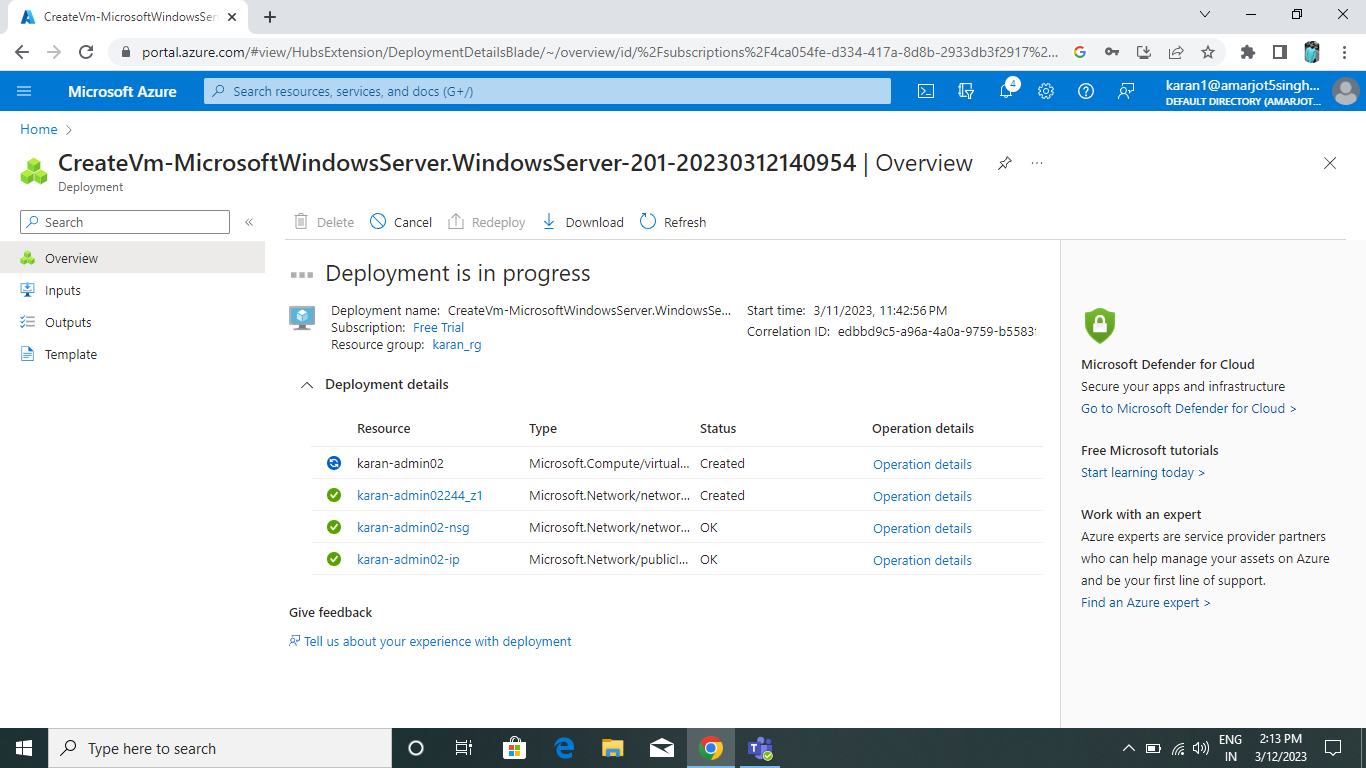 CreateVm-MicrosoftWindowsSer
portal.azure.com/#view/HubsExtension/DeploymentDetailsBlade/~/overview/id/%2Fsubscriptions%2F4ca054fe-d334-417a-8d8b-2933db3f2917%2...
Microsoft Azure
Search resources, services, and docs (G+/)
4
karan1@amarjot5singh...
DEFAULT DIRECTORY (AMARJOT...
Home
CreateVm-MicrosoftWindowsServer.WindowsServer-201-20230312140954 | Overview
Deployment
Search
Delete
Cancel
Redeploy
Download
Refresh
Overview
Inputs
Outputs
Template
Deployment is in progress
Deployment name: CreateVm-MicrosoftWindowsServer.WindowsSe...
Subscription: Free Trial
Resource group: karan_rg
Start time: 3/11/2023, 11:42:56 PM
Correlation ID: edbbd9c5-a96a-4a0a-9759-b5583
Deployment details
Resource Type Status Operation details
karan-admin02 Microsoft.Compute/virtual... Created Operation details
karan-admin02244_z1 Microsoft.Network/networ... Created Operation details
karan-admin02-nsg Microsoft.Network/networ... OK Operation details
karan-admin02-ip Microsoft.Network/publicI... OK Operation details
Give feedback
Tell us about your experience with deployment
Microsoft Defender for Cloud
Secure your apps and infrastructure
Go to Microsoft Defender for Cloud >
Free Microsoft tutorials
Start learning today >
Work with an expert
Azure experts are service provider partners
who can help manage your assets on Azure
and be your first line of support.
Find an Azure expert >
Type here to search
ENG
IN
2:13 PM
3/12/2023